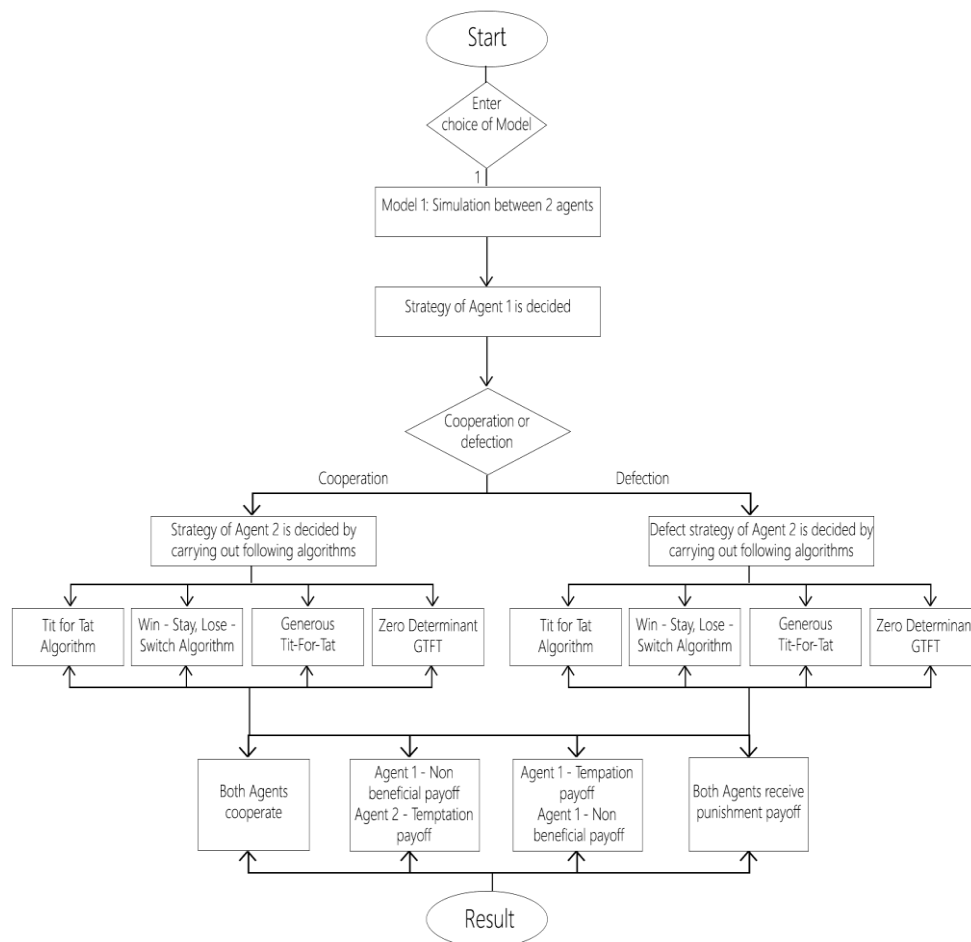 Start
Enter
choice of Model
1
Model 1: Simulation between 2 agents
Strategy of Agent 1 is decided
Cooperation or
defection
Cooperation
Defection
Strategy of Agent 2 is decided by
carrying out following algorithms
Defect strategy of Agent 2 is decided by
carrying out following algorithms
Tit for Tat
Algorithm
Win - Stay, Lose -
Switch Algorithm
Generous
Tit-For-Tat
Zero Determinant
GTFT
Tit for Tat
Algorithm
Win - Stay, Lose -
Switch Algorithm
Generous
Tit-For-Tat
Zero Determinant
GTFT
Both Agents
cooperate
Agent 1 - Non
beneficial payoff
Agent 2 - Temptation
payoff
Agent 1 - Tempation
payoff
Agent 1 - Non
beneficial payoff
Both Agents receive
punishment payoff
Result